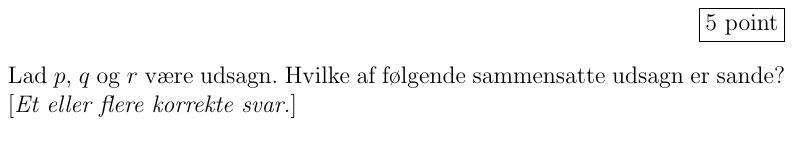 5 point
Lad p, q og r være udsagn. Hvilke af følgende sammensatte udsagn er sande?
[Et eller flere korrekte svar.]